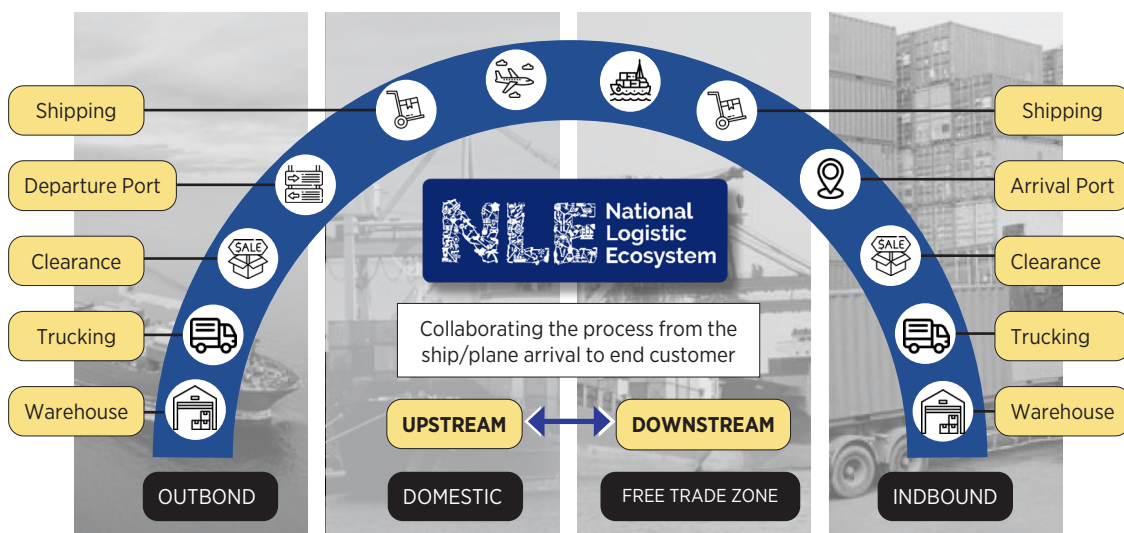 Shipping
Departure Port
Clearance
Trucking
Warehouse
SALE
NLE
National
Logistic
Ecosystem
Collaborating the process from the
ship/plane arrival to end customer
UPSTREAM
DOWNSTREAM
Shipping
Arrival Port
SALE
Clearance
Trucking
Warehouse
OUTBOND
DOMESTIC
FREE TRADE ZONE
INDBOUND